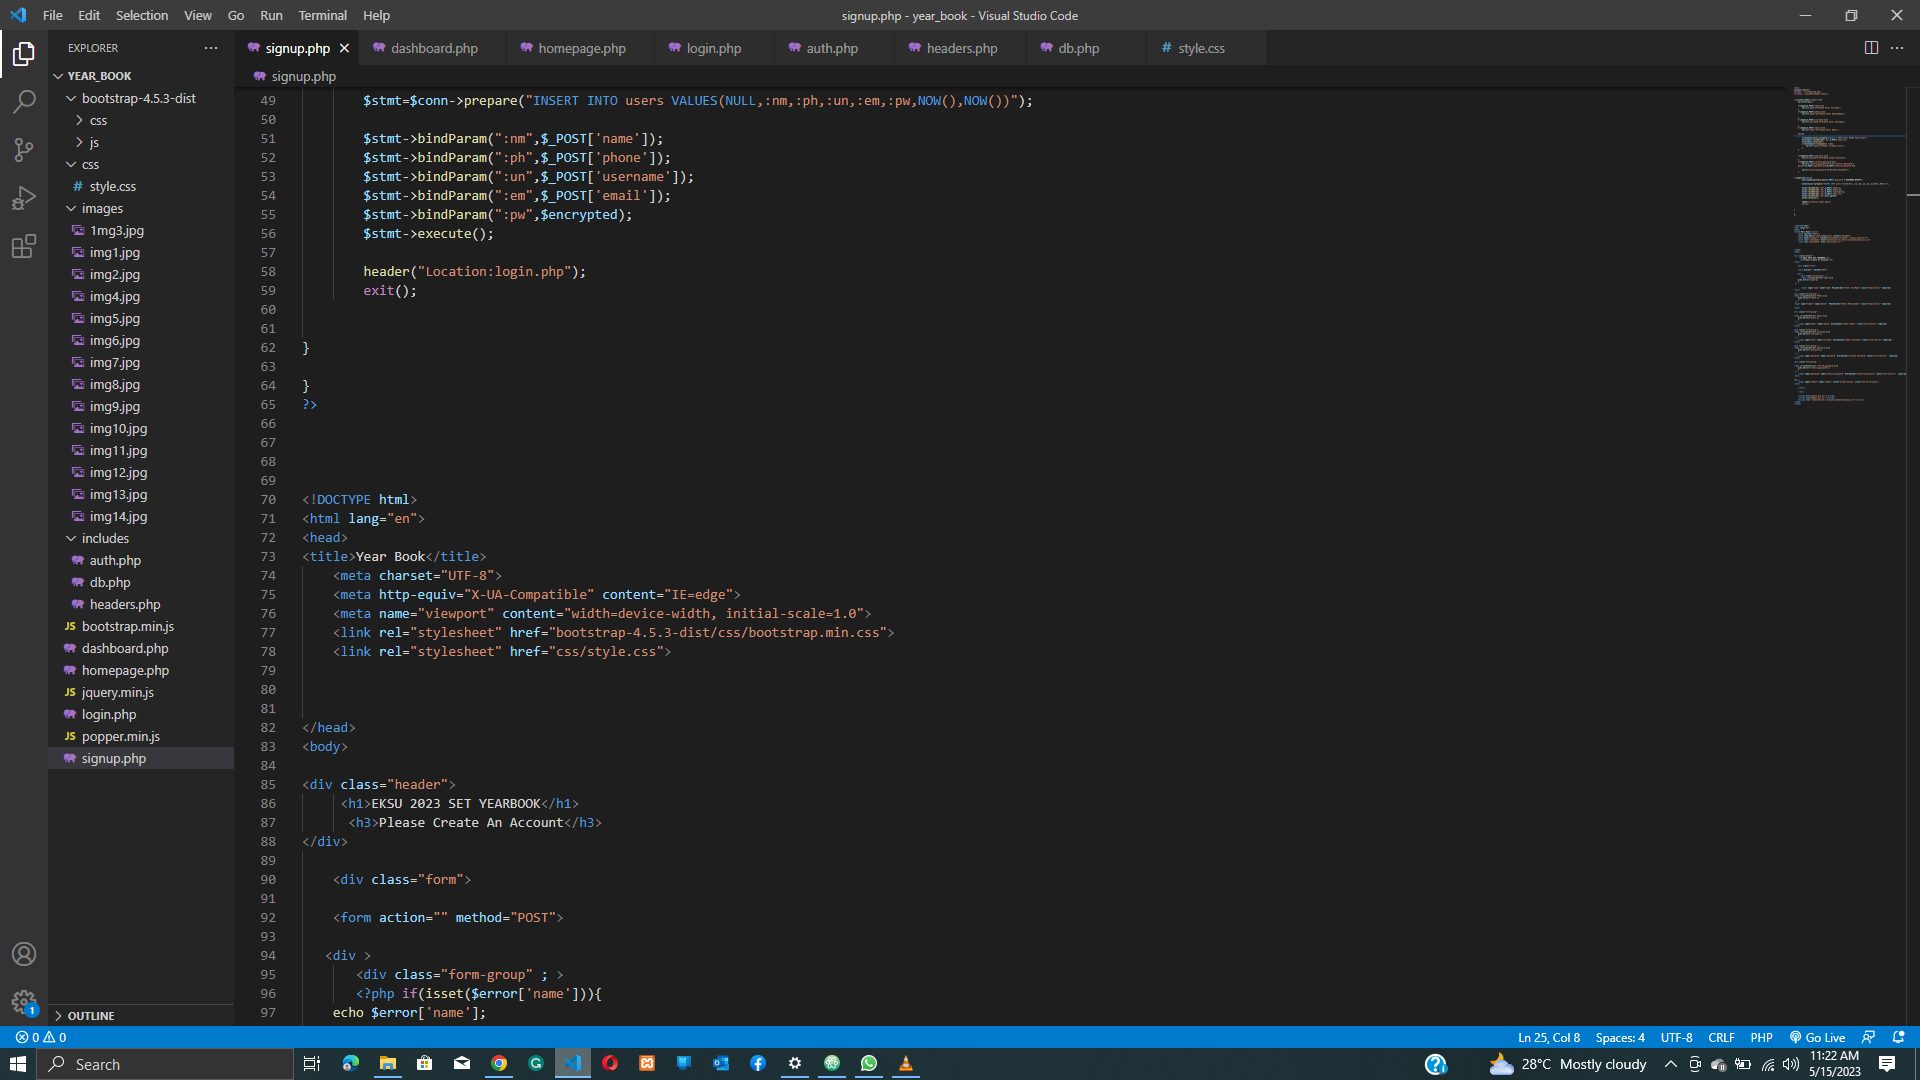 File Edit Selection View Go Run Terminal Help
signup.php - year_book - Visual Studio Code
EXPLORER
YEAR_BOOK
bootstrap-4.5.3-dist
css
js
css
# style.css
images
1mg3.jpg
img1.jpg
img2.jpg
img4.jpg
img5.jpg
img6.jpg
img7.jpg
img8.jpg
img9.jpg
img10.jpg
img11.jpg
img12.jpg
img13.jpg
img14.jpg
includes
auth.php
db.php
headers.php
JS bootstrap.min.js
dashboard.php
homepage.php
JS jquery.min.js
login.php
JS popper.min.js
signup.php
OUTLINE
signup.php dashboard.php homepage.php login.php auth.php headers.php db.php # style.css
signup.php
49 $stmt=$conn->prepare("INSERT INTO users VALUES(NULL,:nm,:ph,:un,:em,:pw,NOW(),NOW())");
50
51 $stmt->bindParam(":nm",$_POST['name']);
52 $stmt->bindParam(":ph",$_POST['phone']);
53 $stmt->bindParam(":un",$_POST['username']);
54 $stmt->bindParam(":em",$_POST['email']);
55 $stmt->bindParam(":pw",$encrypted);
56 $stmt->execute();
57
58 header("Location:login.php");
59 exit();
60
61
62 }
63
64 }
65 ?>
66
67
68
69
70 <!DOCTYPE html>
71 <html lang="en">
72 <head>
73 <title>Year Book</title>
74 <meta charset="UTF-8">
75 <meta http-equiv="X-UA-Compatible" content="IE=edge">
76 <meta name="viewport" content="width=device-width, initial-scale=1.0">
77 <link rel="stylesheet" href="bootstrap-4.5.3-dist/css/bootstrap.min.css">
78 <link rel="stylesheet" href="css/style.css">
79
80
81
82 </head>
83 <body>
84
85 <div class="header">
86 <h1>EKSU 2023 SET YEARBOOK</h1>
87 <h3>Please Create An Account</h3>
88 </div>
89
90 <div class="form">
91
92 <form action="" method="POST">
93
94 <div >
95 <div class="form-group" ; >
96 <?php if(isset($error['name'])){
97 echo $error['name'];
1
0 0
Ln 25, Col 8 Spaces: 4 UTF-8 CRLF PHP Go Live
Search
28°C Mostly cloudy
11:22 AM
5/15/2023